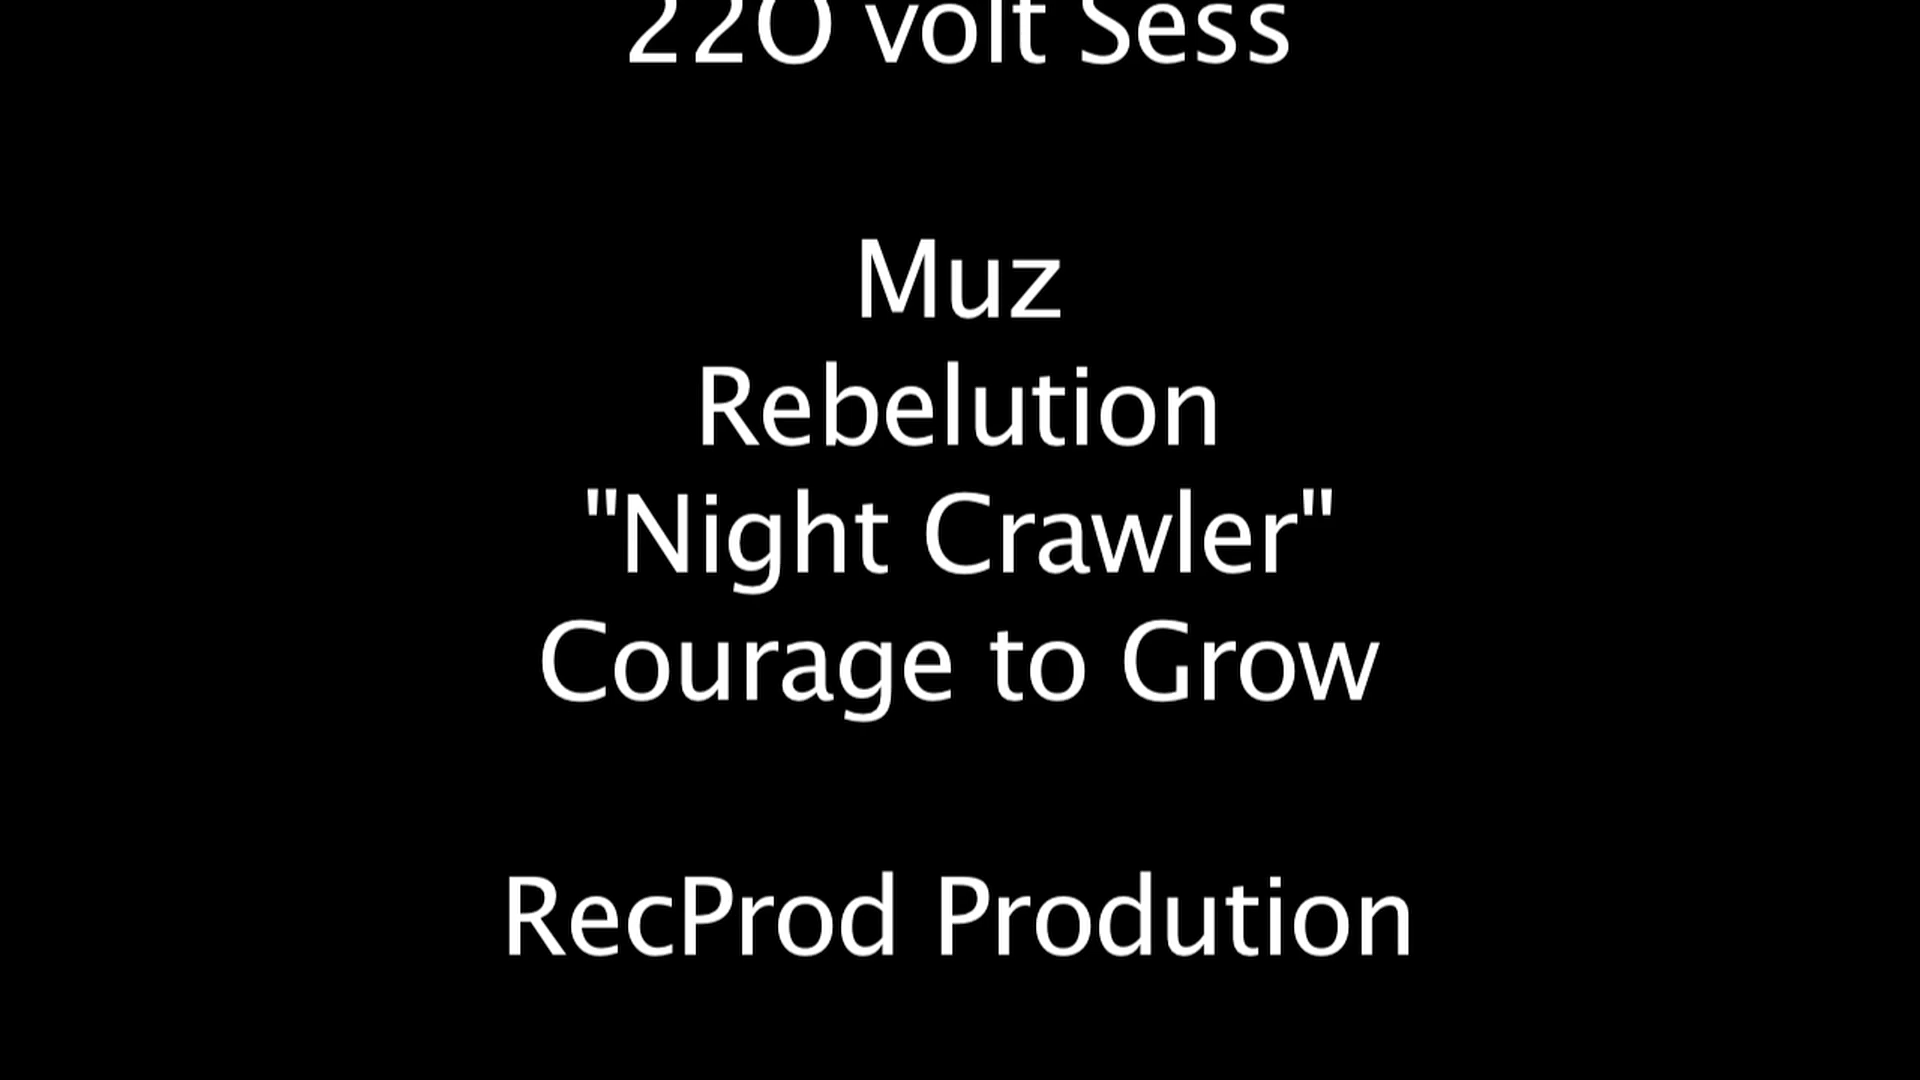 220 volt Sess
Muz
Rebelution
"Night Crawler"
Courage to Grow
RecProd Prodution